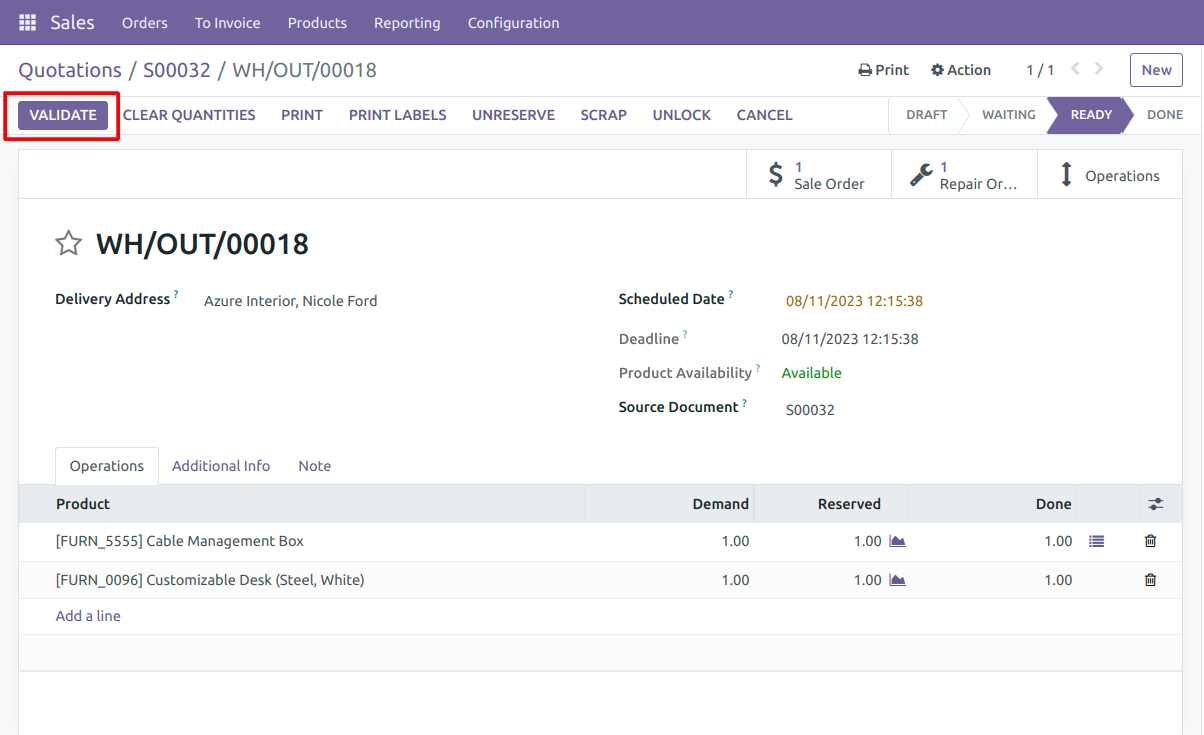 Sales Orders To Invoice Products Reporting Configuration
Quotations / S00032 / WH/OUT/00018 Print Action 1 / 1 New
VALIDATE CLEAR QUANTITIES PRINT PRINT LABELS UNRESERVE SCRAP UNLOCK CANCEL DRAFT WAITING READY DONE
1
Sale Order
1
Repair Or...
Operations
WH/OUT/00018
Delivery Address ? Azure Interior, Nicole Ford
Scheduled Date ? 08/11/2023 12:15:38
Deadline ? 08/11/2023 12:15:38
Product Availability ? Available
Source Document ? S00032
Operations Additional Info Note
Product Demand Reserved Done
[FURN_5555] Cable Management Box 1.00 1.00 1.00
[FURN_0096] Customizable Desk (Steel, White) 1.00 1.00 1.00
Add a line